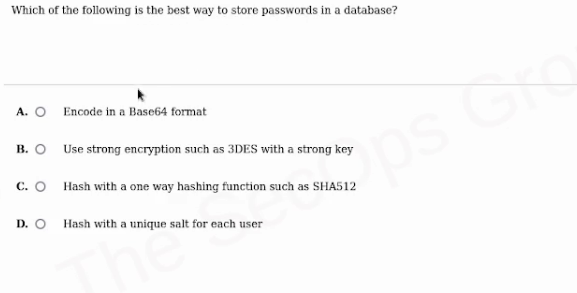 Which of the following is the best way to store passwords in a database?
A. Encode in a Base64 format
B. Use strong encryption such as 3DES with a strong key
C. Hash with a one way hashing function such as SHA512
D. Hash with a unique salt for each user
The SecOps Gro